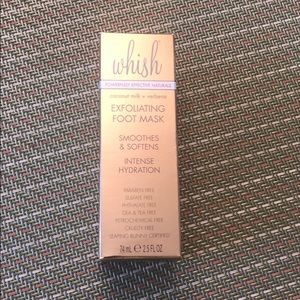 whish
POWERFULLY EFFECTIVE NATURALS
coconut milk + verbena
EXFOLIATING
FOOT MASK
SMOOTHES
& SOFTENS
INTENSE
HYDRATION
PARABEN FREE
SULFATE FREE
PHTHALATE FREE
DEA & TEA FREE
PETROCHEMICAL FREE
CRUELTY FREE
LEAPING BUNNY CERTIFIED
74 mL ℮ 2.5 FL OZ